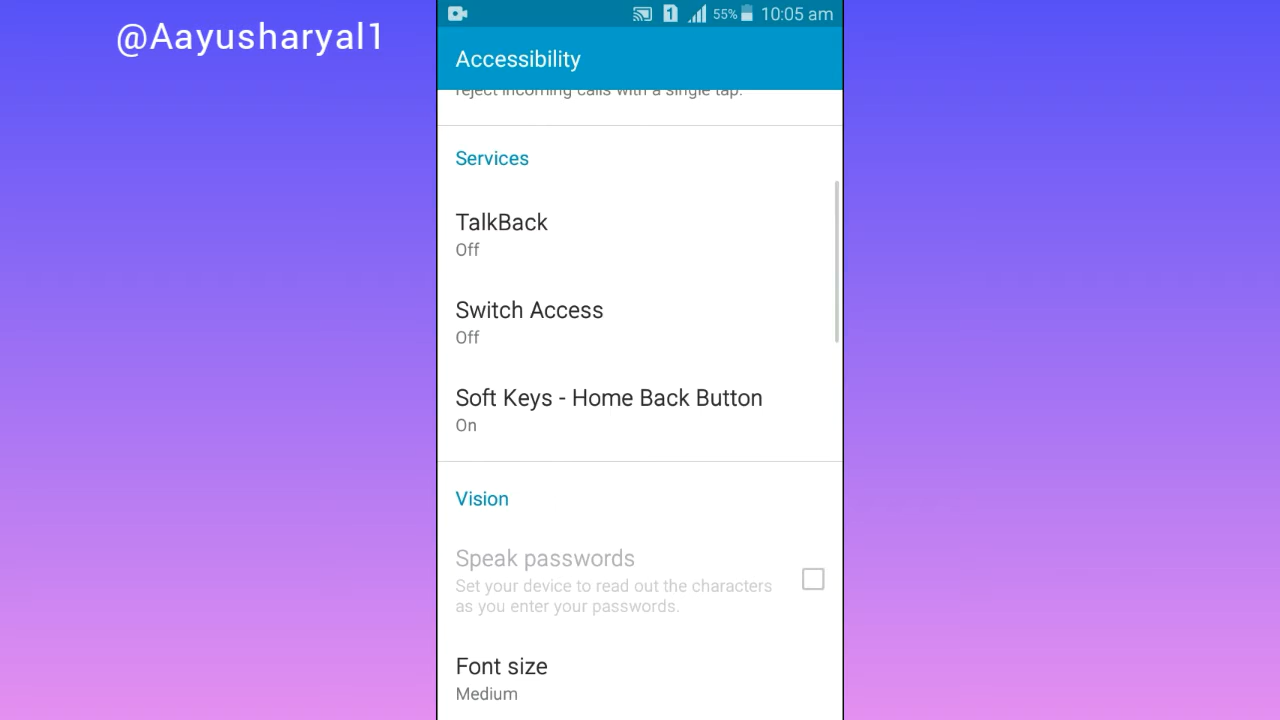 @Aayusharyal1
1 55% 10:05 am
Accessibility
reject incoming calls with a single tap.
Services
TalkBack
Off
Switch Access
Off
Soft Keys - Home Back Button
On
Vision
Speak passwords
Set your device to read out the characters
as you enter your passwords.
Font size
Medium